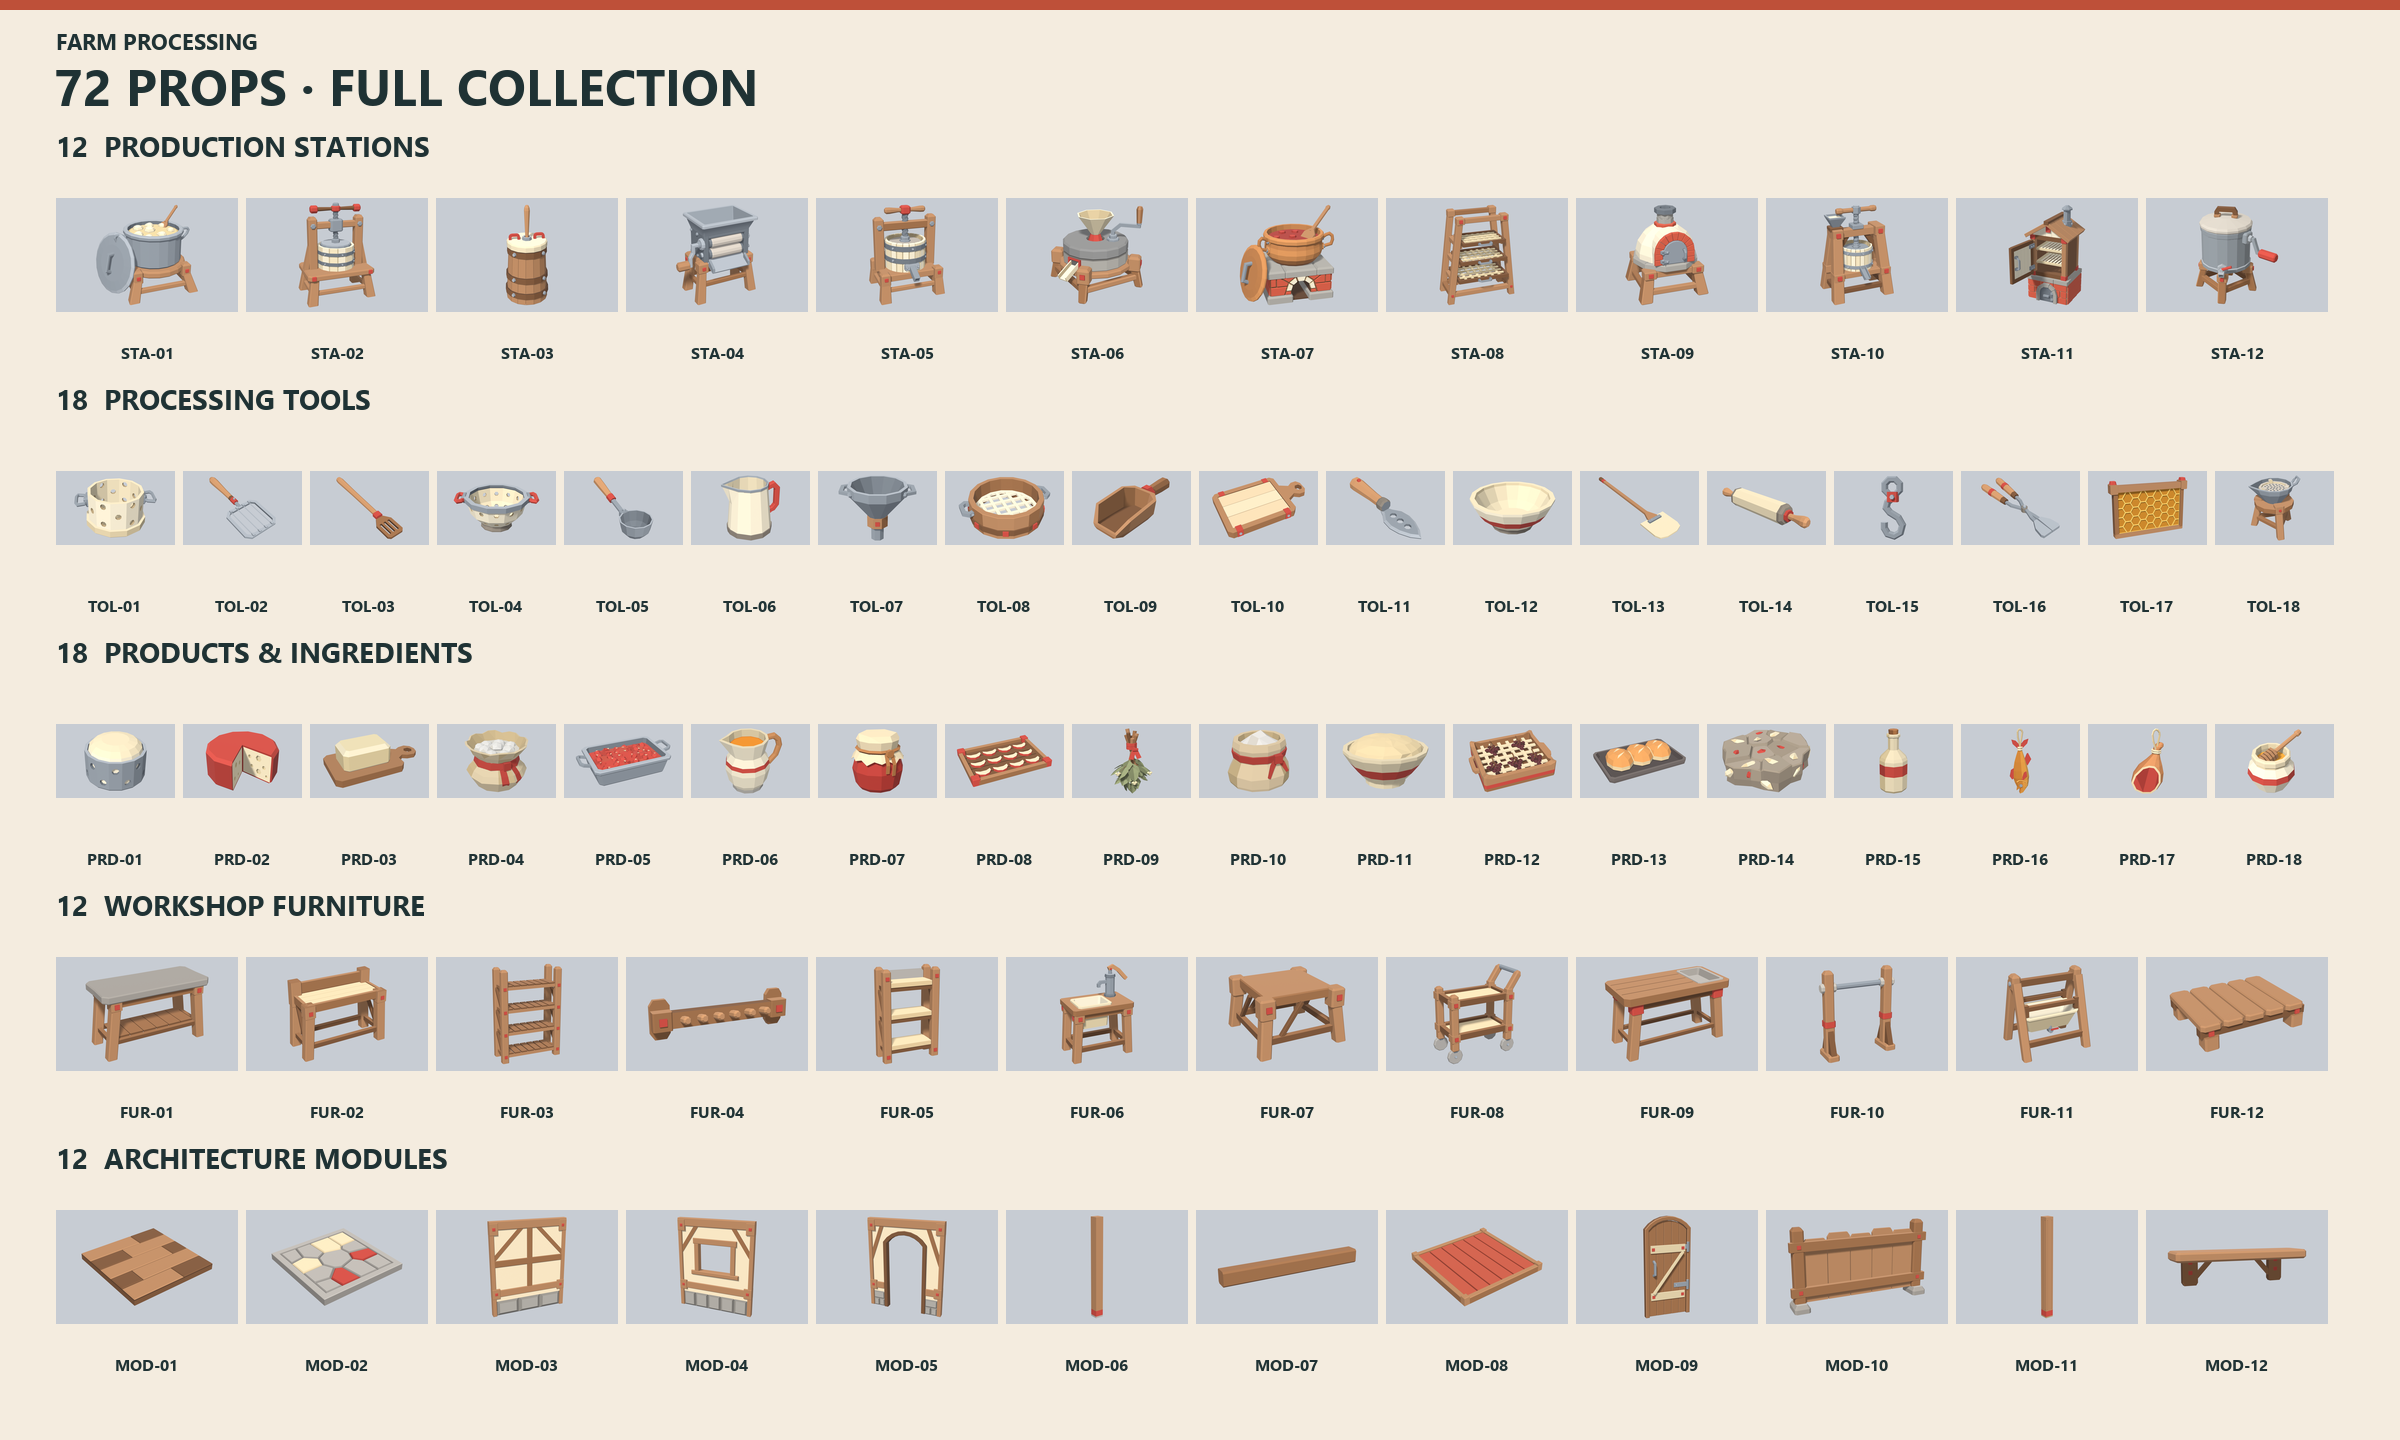 FARM PROCESSING
72 PROPS · FULL COLLECTION
12 PRODUCTION STATIONS
STA-01 STA-02 STA-03 STA-04 STA-05 STA-06 STA-07 STA-08 STA-09 STA-10 STA-11 STA-12
18 PROCESSING TOOLS
TOL-01 TOL-02 TOL-03 TOL-04 TOL-05 TOL-06 TOL-07 TOL-08 TOL-09 TOL-10 TOL-11 TOL-12 TOL-13 TOL-14 TOL-15 TOL-16 TOL-17 TOL-18
18 PRODUCTS & INGREDIENTS
PRD-01 PRD-02 PRD-03 PRD-04 PRD-05 PRD-06 PRD-07 PRD-08 PRD-09 PRD-10 PRD-11 PRD-12 PRD-13 PRD-14 PRD-15 PRD-16 PRD-17 PRD-18
12 WORKSHOP FURNITURE
FUR-01 FUR-02 FUR-03 FUR-04 FUR-05 FUR-06 FUR-07 FUR-08 FUR-09 FUR-10 FUR-11 FUR-12
12 ARCHITECTURE MODULES
MOD-01 MOD-02 MOD-03 MOD-04 MOD-05 MOD-06 MOD-07 MOD-08 MOD-09 MOD-10 MOD-11 MOD-12